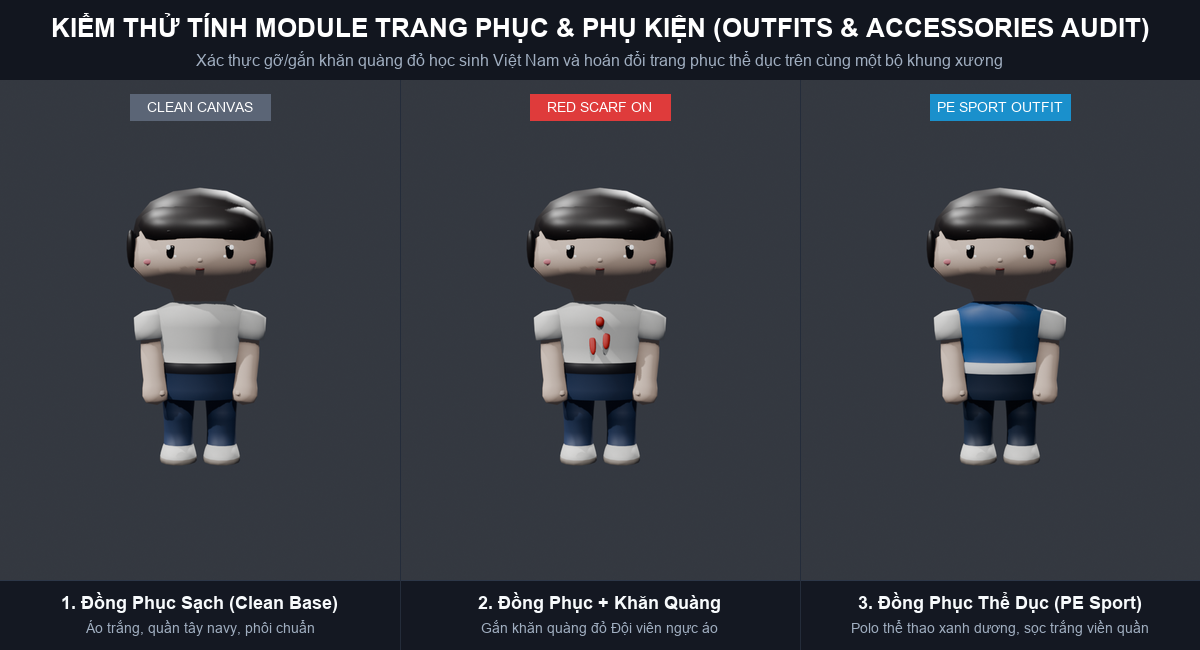 KIỂM THỬ TÍNH MODULE TRANG PHỤC & PHỤ KIỆN (OUTFITS & ACCESSORIES AUDIT)
Xác thực gỡ/gắn khăn quàng đỏ học sinh Việt Nam và hoán đổi trang phục thể dục trên cùng một bộ khung xương
CLEAN CANVAS
RED SCARF ON
PE SPORT OUTFIT
1. Đồng Phục Sạch (Clean Base)
Áo trắng, quần tây navy, phôi chuẩn
2. Đồng Phục + Khăn Quàng
Gắn khăn quàng đỏ Đội viên ngực áo
3. Đồng Phục Thể Dục (PE Sport)
Polo thể thao xanh dương, sọc trắng viền quần